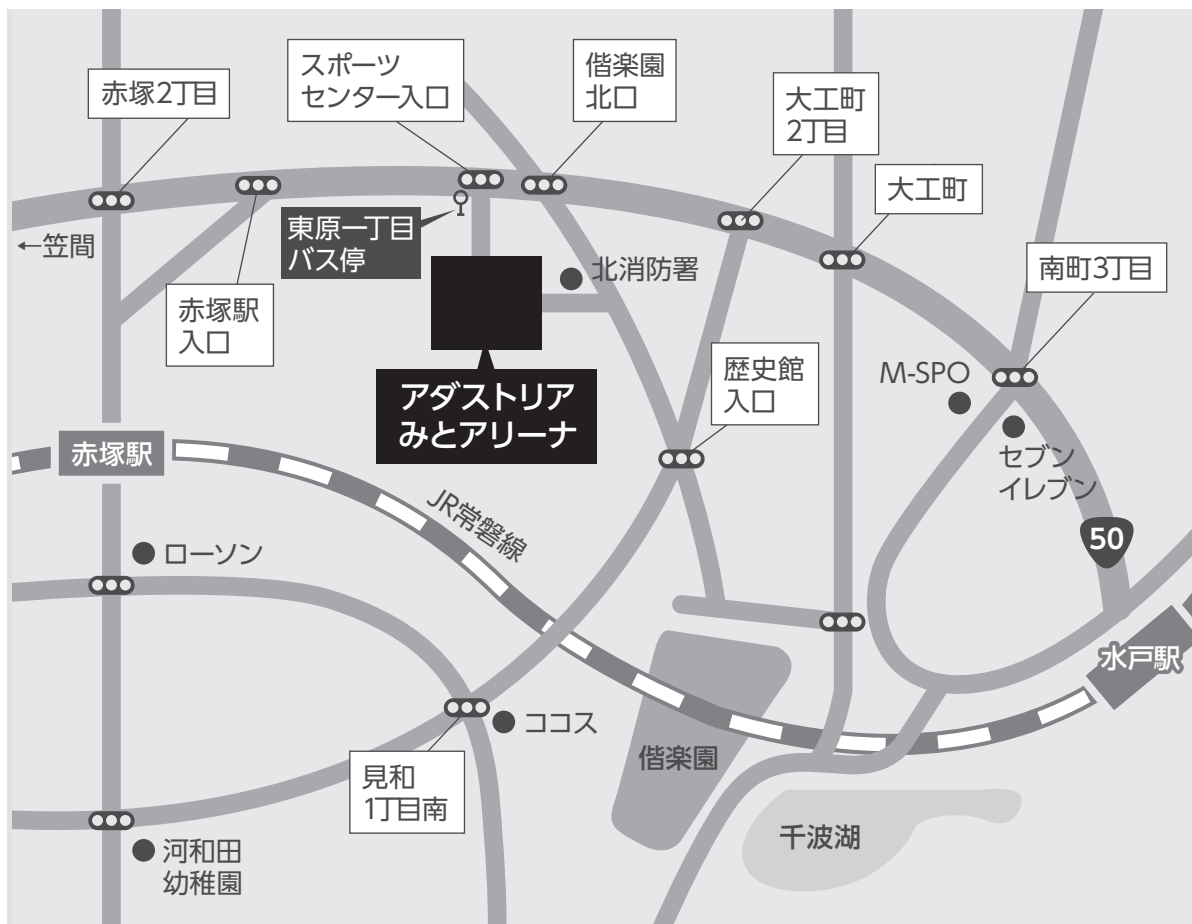 赤塚2丁目
スポーツ
センター入口
偕楽園
北口
大工町
2丁目
大工町
←笠間
東原一丁目
バス停
北消防署
南町3丁目
赤塚駅
入口
アダストリア
みとアリーナ
歴史館
入口
M-SPO
セブン
イレブン
赤塚駅
JR常磐線
50
ローソン
水戸駅
ココス
偕楽園
見和
1丁目南
千波湖
河和田
幼稚園